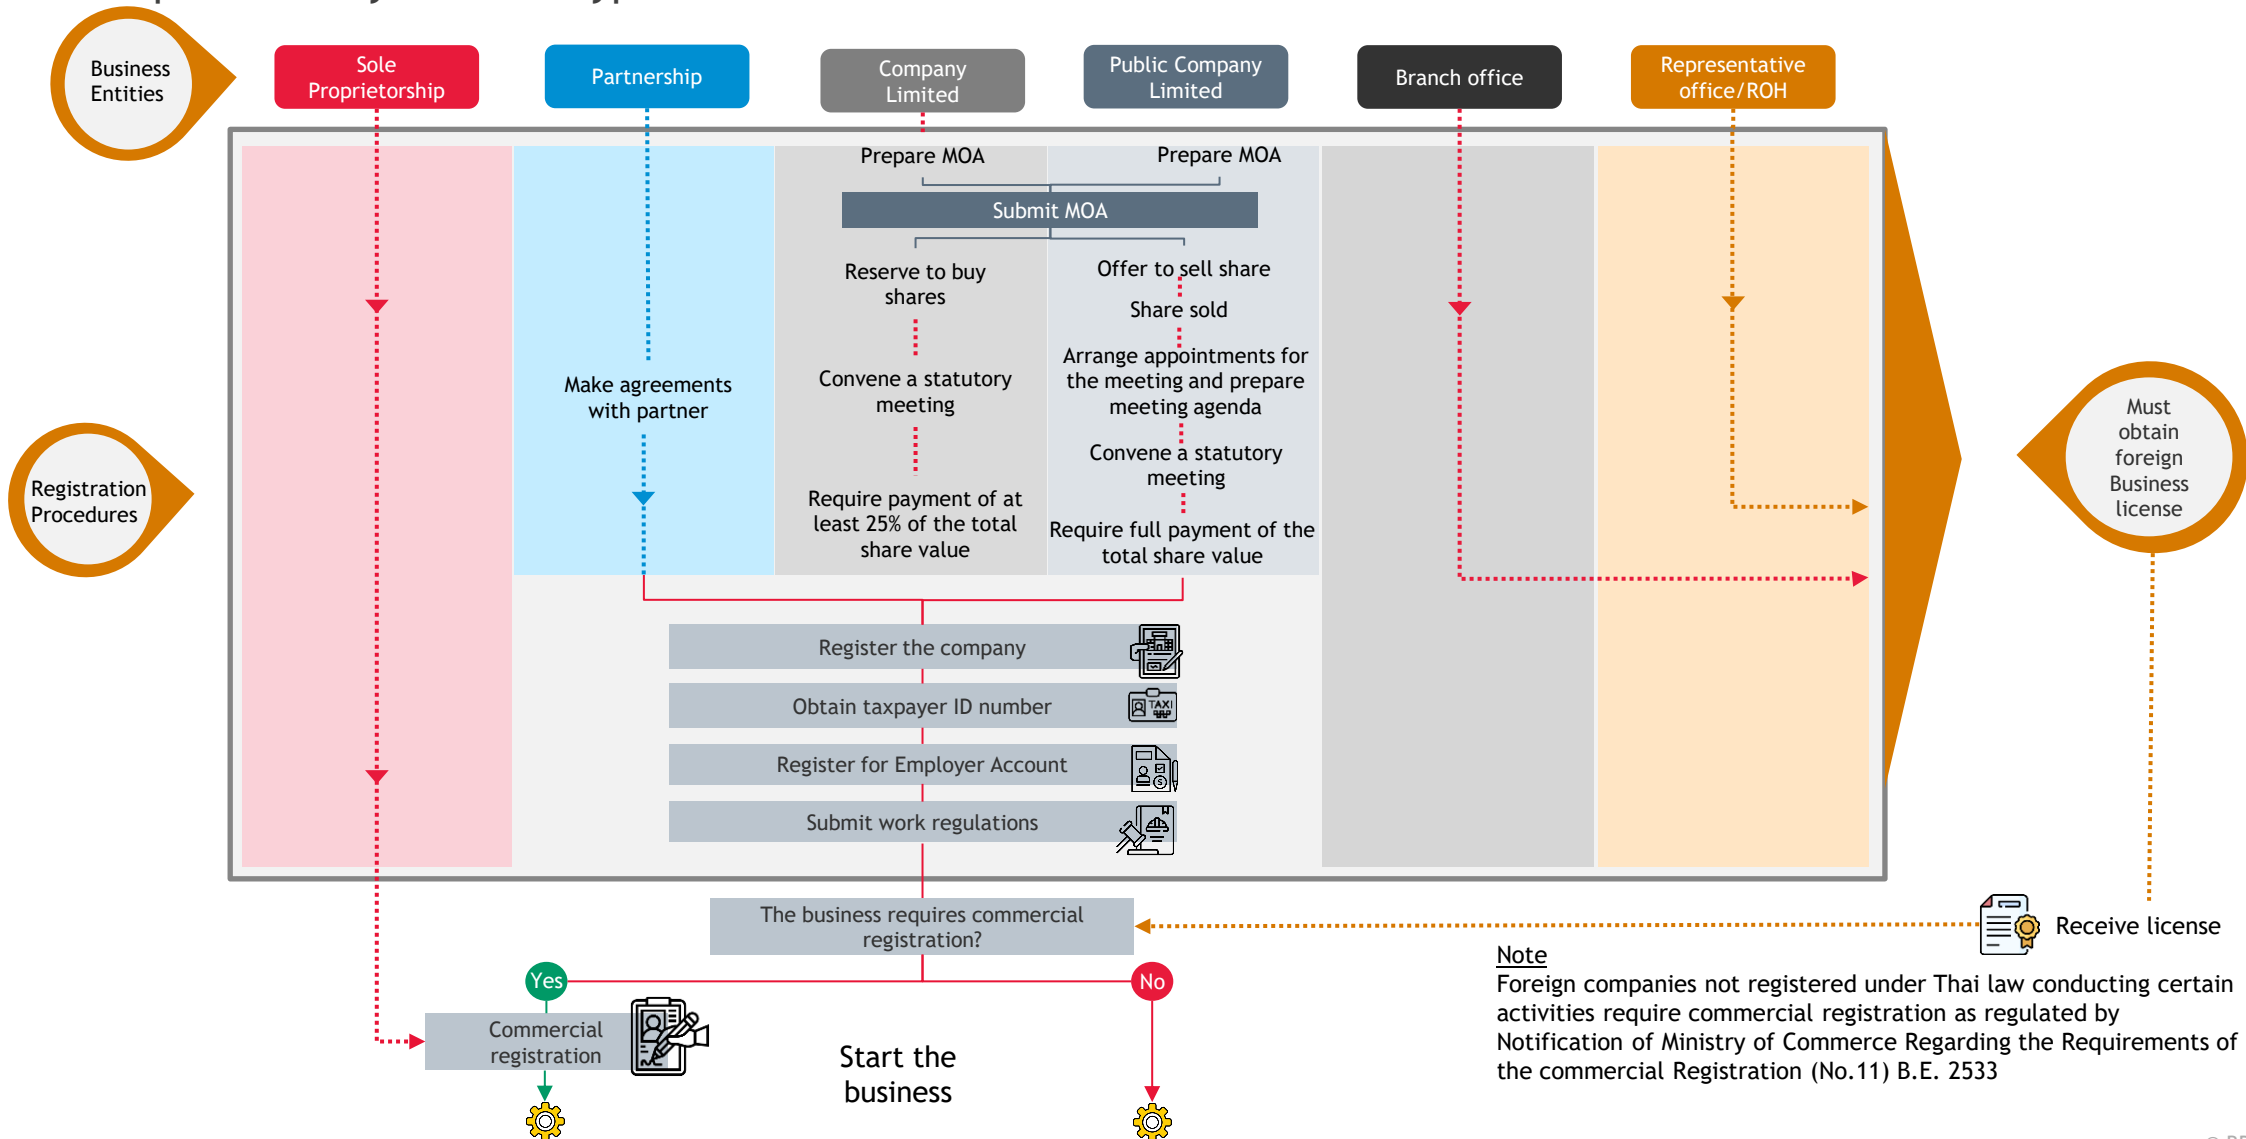 Business
Entities
Sole
Proprietorship
Partnership
Company
Limited
Public Company
Limited
Branch office
Representative
office/ROH
Prepare MOA
Prepare MOA
Submit MOA
Reserve to buy
shares
Offer to sell share
Share sold
Arrange appointments for
the meeting and prepare
meeting agenda
Make agreements
with partner
Convene a statutory
meeting
Convene a statutory
meeting
Registration
Procedures
Require payment of at
least 25% of the total
share value
Require full payment of the
total share value
Must
obtain
foreign
Business
license
Register the company
Obtain taxpayer ID number
TAXI
Register for Employer Account
Submit work regulations
The business requires commercial
registration?
Receive license
Yes
No
Commercial
registration
Start the
business
Note
Foreign companies not registered under Thai law conducting certain
activities require commercial registration as regulated by
Notification of Ministry of Commerce Regarding the Requirements of
the commercial Registration (No.11) B.E. 2533